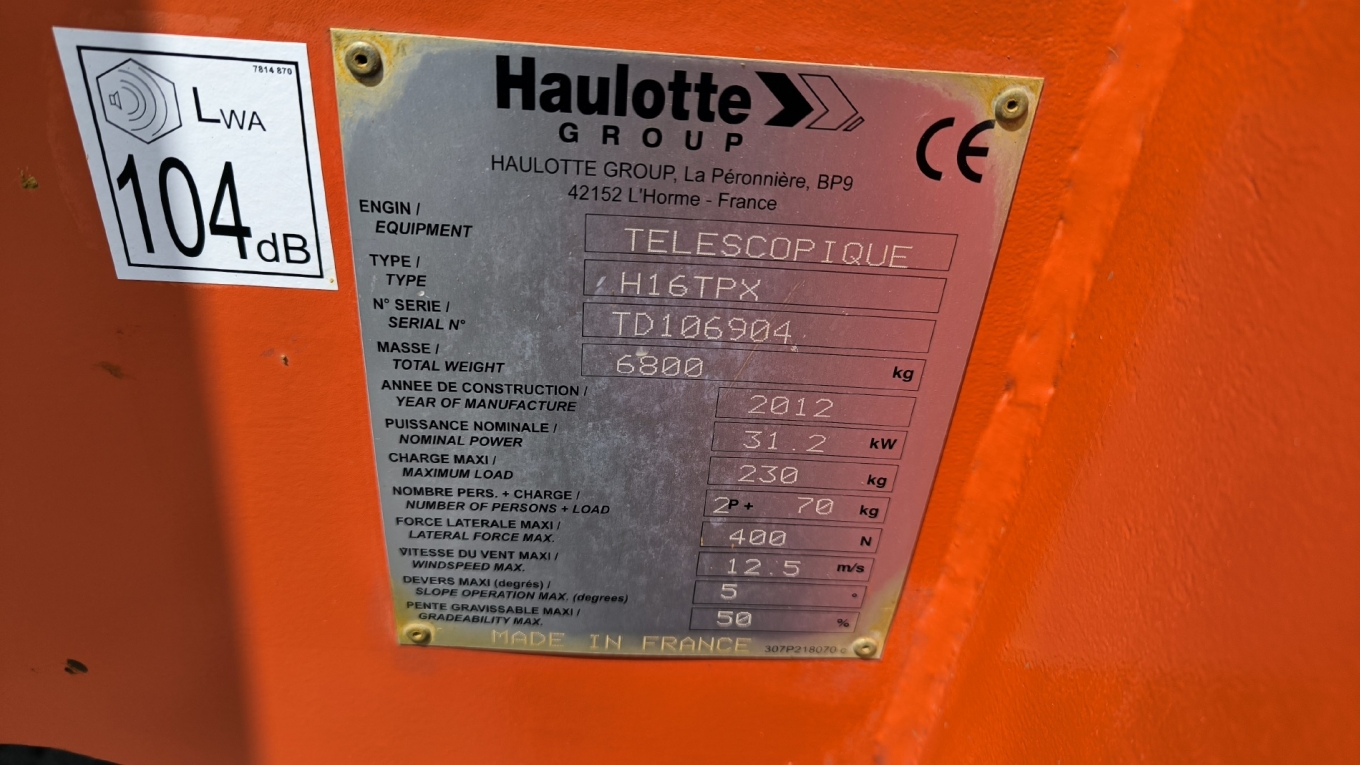 7814 870
LWA
104dB
Haulotte
GROUP
CE
HAULOTTE GROUP, La Péronnière, BP9
42152 L'Horme - France
ENGIN /
EQUIPMENT
TELESCOPIQUE
TYPE /
TYPE
H16TPX
N° SERIE /
SERIAL N°
TD106904
MASSE /
TOTAL WEIGHT
6800 kg
ANNEE DE CONSTRUCTION /
YEAR OF MANUFACTURE
2012
PUISSANCE NOMINALE /
NOMINAL POWER
31.2 kW
CHARGE MAXI /
MAXIMUM LOAD
230 kg
NOMBRE PERS. + CHARGE /
NUMBER OF PERSONS + LOAD
2P + 70 kg
FORCE LATERALE MAXI /
LATERAL FORCE MAX.
400 N
VITESSE DU VENT MAXI /
WINDSPEED MAX.
12.5 m/s
DEVERS MAXI (degrés) /
SLOPE OPERATION MAX. (degrees)
5 °
PENTE GRAVISSABLE MAXI /
GRADEABILITY MAX.
50 %
MADE IN FRANCE
307P218070 c